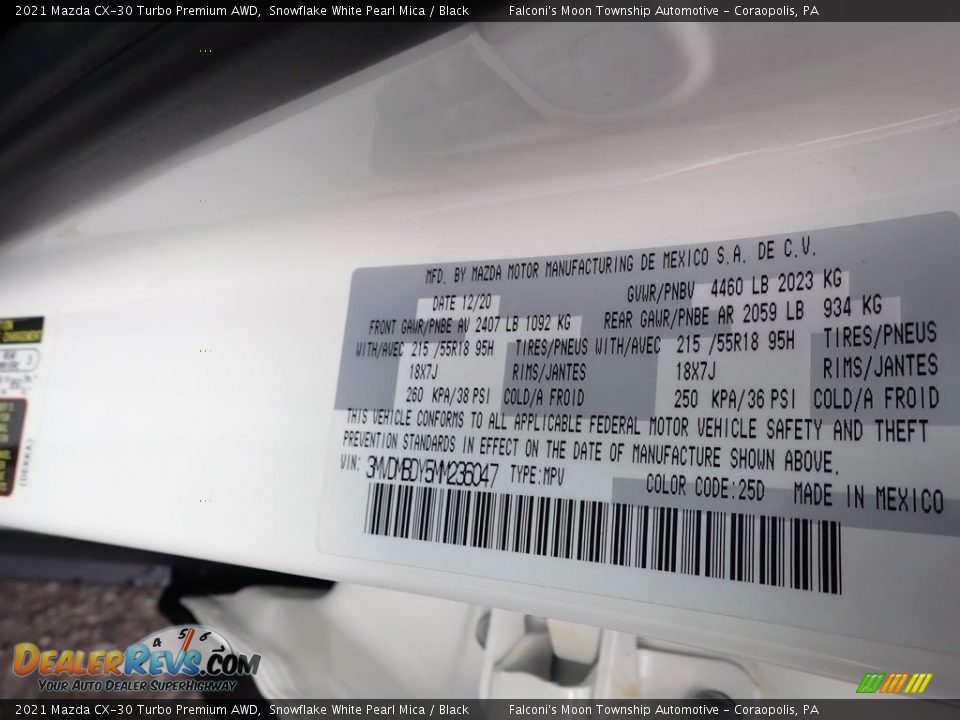 2021 Mazda CX-30 Turbo Premium AWD, Snowflake White Pearl Mica / Black Falconi's Moon Township Automotive - Coraopolis, PA
MFD. BY MAZDA MOTOR MANUFACTURING DE MEXICO S.A. DE C.V.
DATE 12/20 GVWR/PNBV 4460 LB 2023 KG
FRONT GAWR/PNBE AV 2407 LB 1092 KG REAR GAWR/PNBE AR 2059 LB 934 KG
WITH/AVEC 215 /55R18 95H TIRES/PNEUS WITH/AVEC 215 /55R18 95H TIRES/PNEUS
18X7J RIMS/JANTES 18X7J RIMS/JANTES
260 KPA/38 PSI COLD/A FROID 250 KPA/36 PSI COLD/A FROID
THIS VEHICLE CONFORMS TO ALL APPLICABLE FEDERAL MOTOR VEHICLE SAFETY AND THEFT
PREVENTION STANDARDS IN EFFECT ON THE DATE OF MANUFACTURE SHOWN ABOVE.
VIN: 3MVDMBDY5MM236047 TYPE:MPV
COLOR CODE:25D MADE IN MEXICO
4 5 6
DEALERREVS.COM
YOUR AUTO DEALER SUPERHIGHWAY
2021 Mazda CX-30 Turbo Premium AWD, Snowflake White Pearl Mica / Black Falconi's Moon Township Automotive - Coraopolis, PA